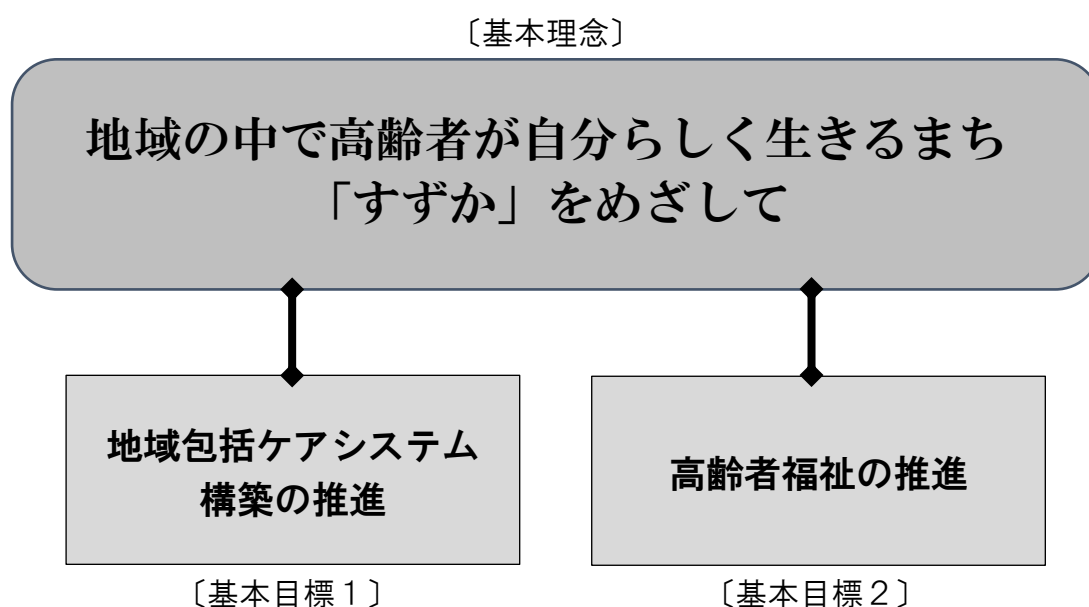 〔基本理念〕
地域の中で高齢者が自分らしく生きるまち
「すずか」をめざして
地域包括ケアシステム
構築の推進
〔基本目標１〕
高齢者福祉の推進
〔基本目標２〕